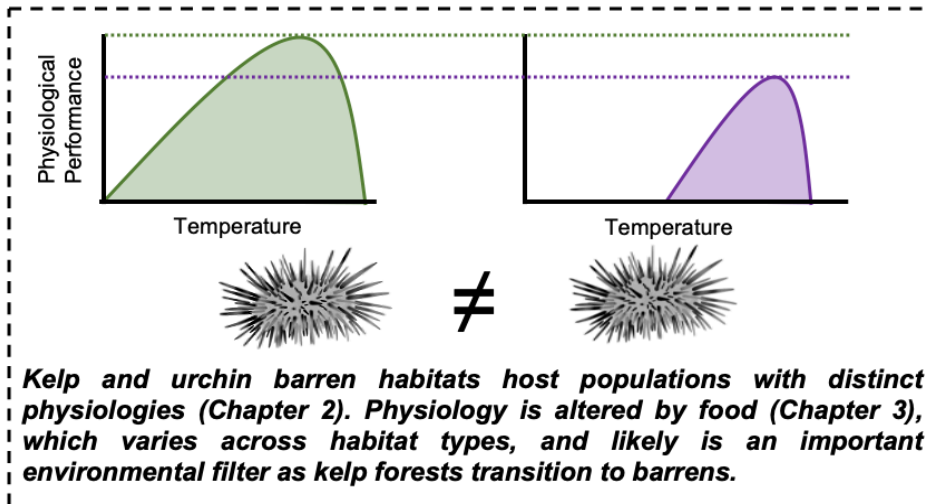 Physiological
Performance
Temperature
Temperature
≠
Kelp and urchin barren habitats host populations with distinct
physiologies (Chapter 2). Physiology is altered by food (Chapter 3),
which varies across habitat types, and likely is an important
environmental filter as kelp forests transition to barrens.